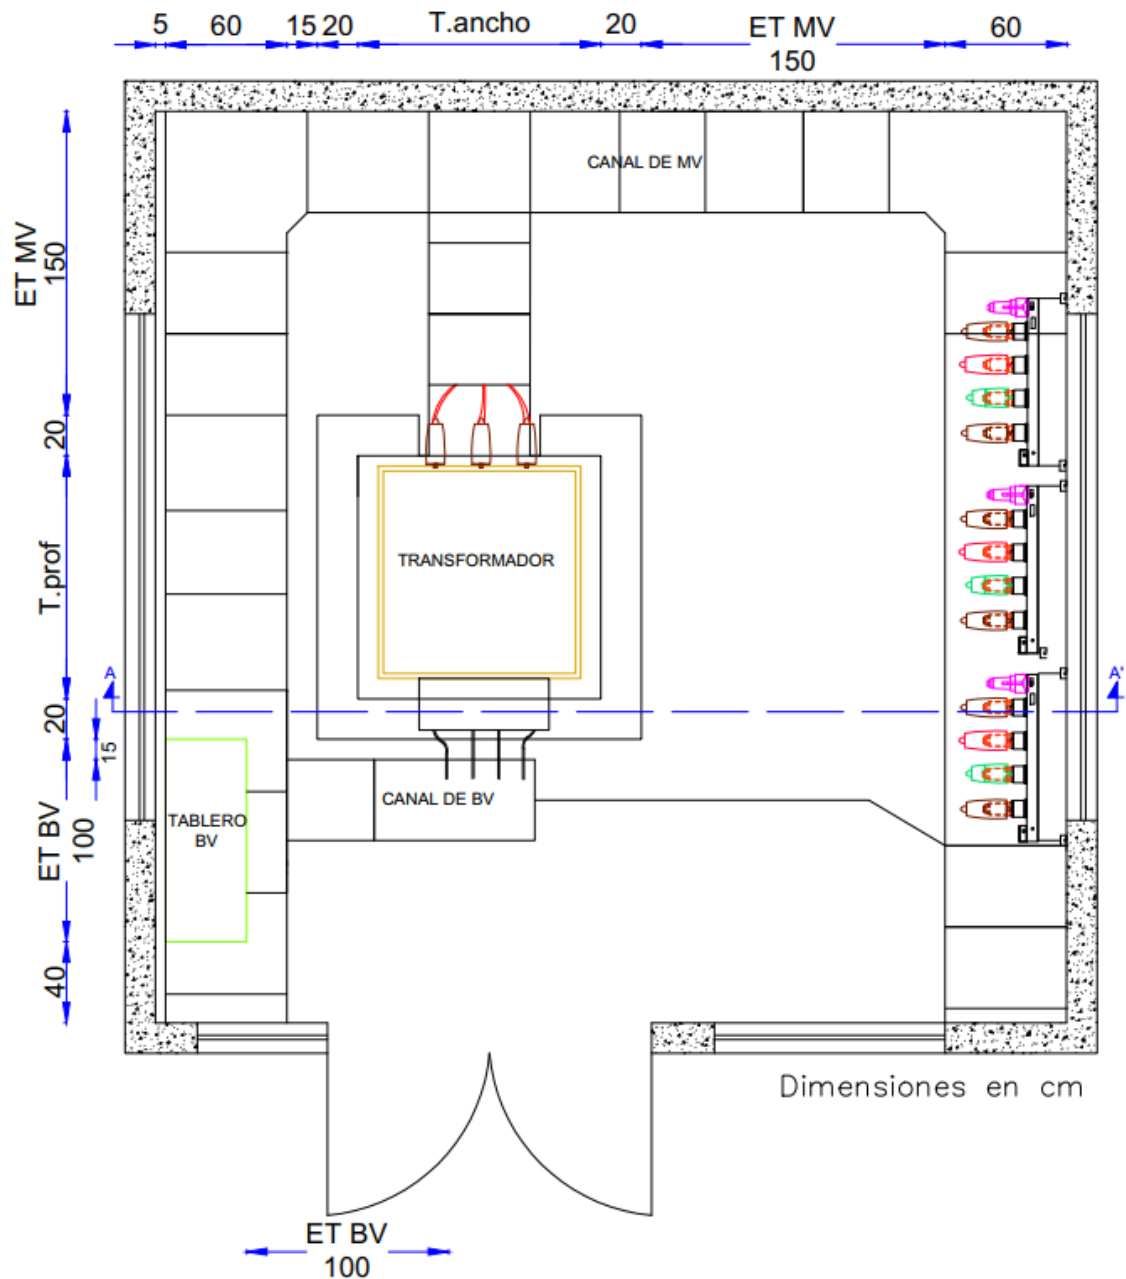 5 60 15 20 T.ancho 20 ET MV 60
150
CANAL DE MV
ET MV
150
20
T.prof
TRANSFORMADOR
A A'
20
15
CANAL DE BV
TABLERO
BV
ET BV
100
40
Dimensiones en cm
ET BV
100